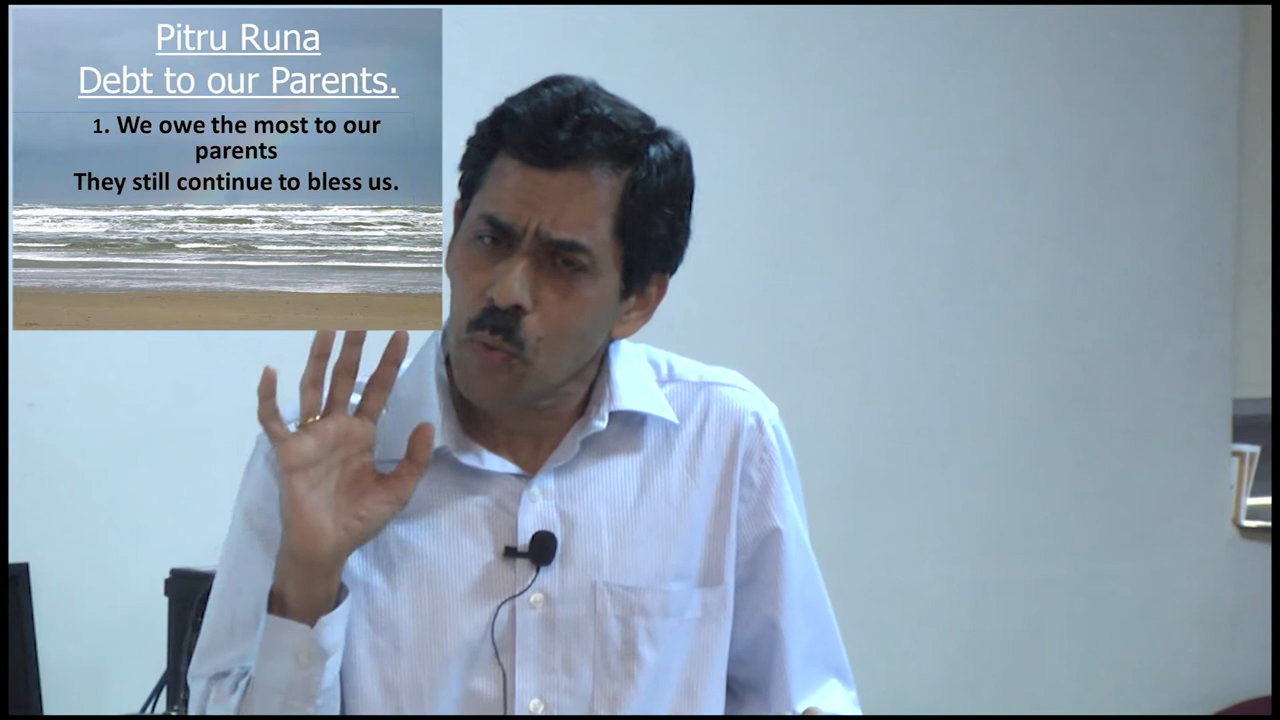 Pitru Runa
Debt to our Parents.
1. We owe the most to our
parents
They still continue to bless us.